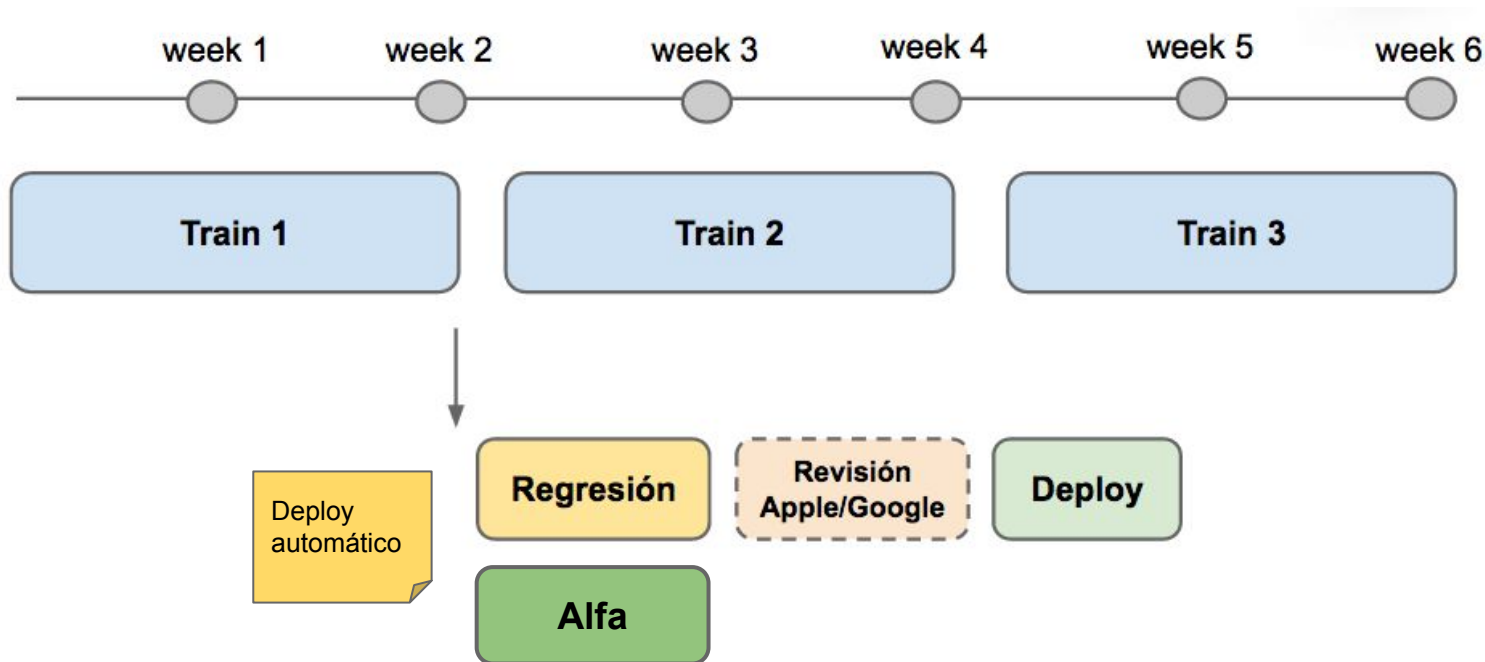 week 1
week 2
week 3
week 4
week 5
week 6
Train 1
Train 2
Train 3
Deploy
automático
Regresión
Revisión
Apple/Google
Deploy
Alfa